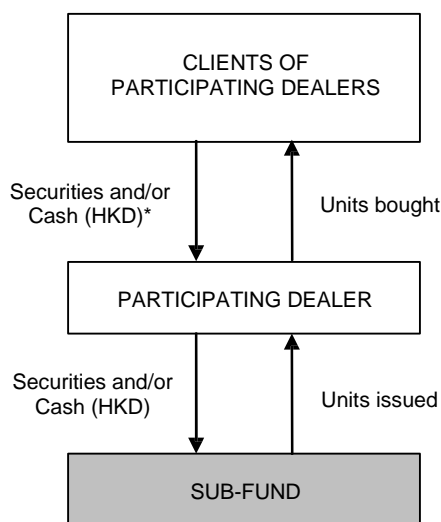 CLIENTS OF
PARTICIPATING DEALERS
Securities and/or
Cash (HKD)*
Units bought
PARTICIPATING DEALER
Securities and/or
Cash (HKD)
Units issued
SUB-FUND